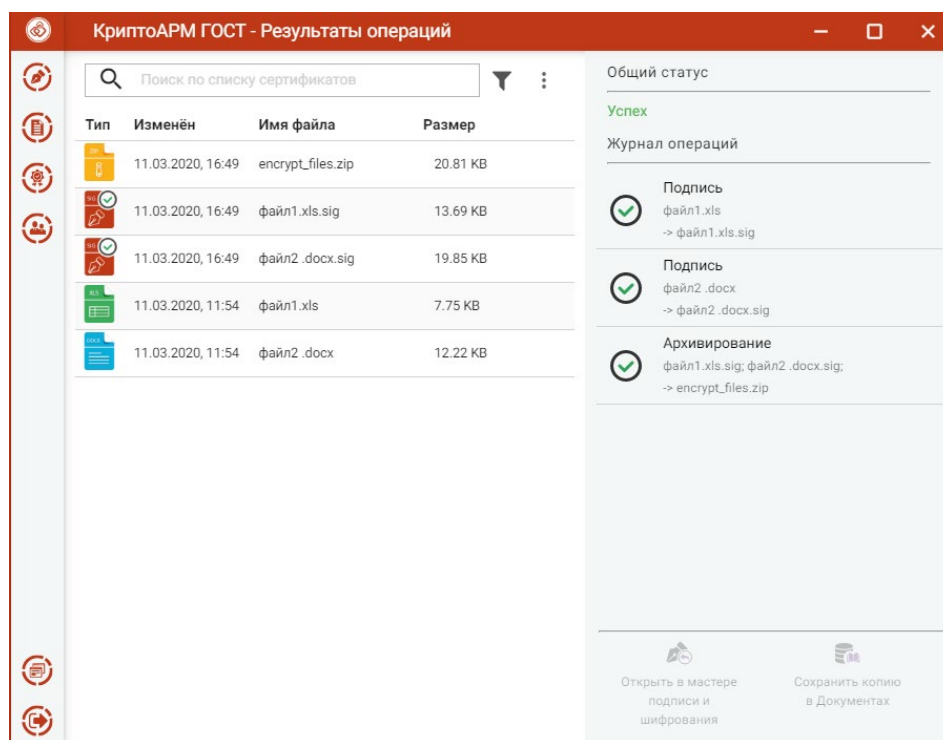 КриптоАРМ ГОСТ - Результаты операций
Поиск по списку сертификатов
Тип Изменён Имя файла Размер
ZIP 11.03.2020, 16:49 encrypt_files.zip 20.81 KB
SIG 11.03.2020, 16:49 файл1.xls.sig 13.69 KB
SIG 11.03.2020, 16:49 файл2 .docx.sig 19.85 KB
XLS 11.03.2020, 11:54 файл1.xls 7.75 KB
DOCX 11.03.2020, 11:54 файл2 .docx 12.22 KB
Общий статус
Успех
Журнал операций
Подпись
файл1.xls
-> файл1.xls.sig
Подпись
файл2 .docx
-> файл2 .docx.sig
Архивирование
файл1.xls.sig; файл2 .docx.sig;
-> encrypt_files.zip
Открыть в мастере
подписи и
шифрования
Сохранить копию
в Документах